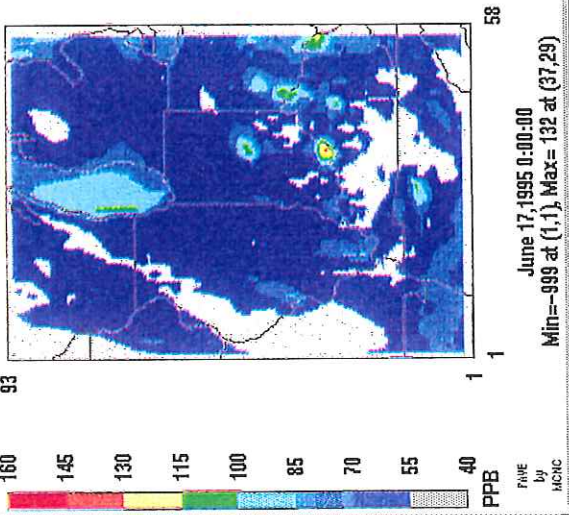 160
145
130
115
100
85
70
55
40
PPB
PAVE
by
MCNC
93
1
1
58
June 17,1995 0:00:00
Min=-999 at (1,1), Max= 132 at (37,29)